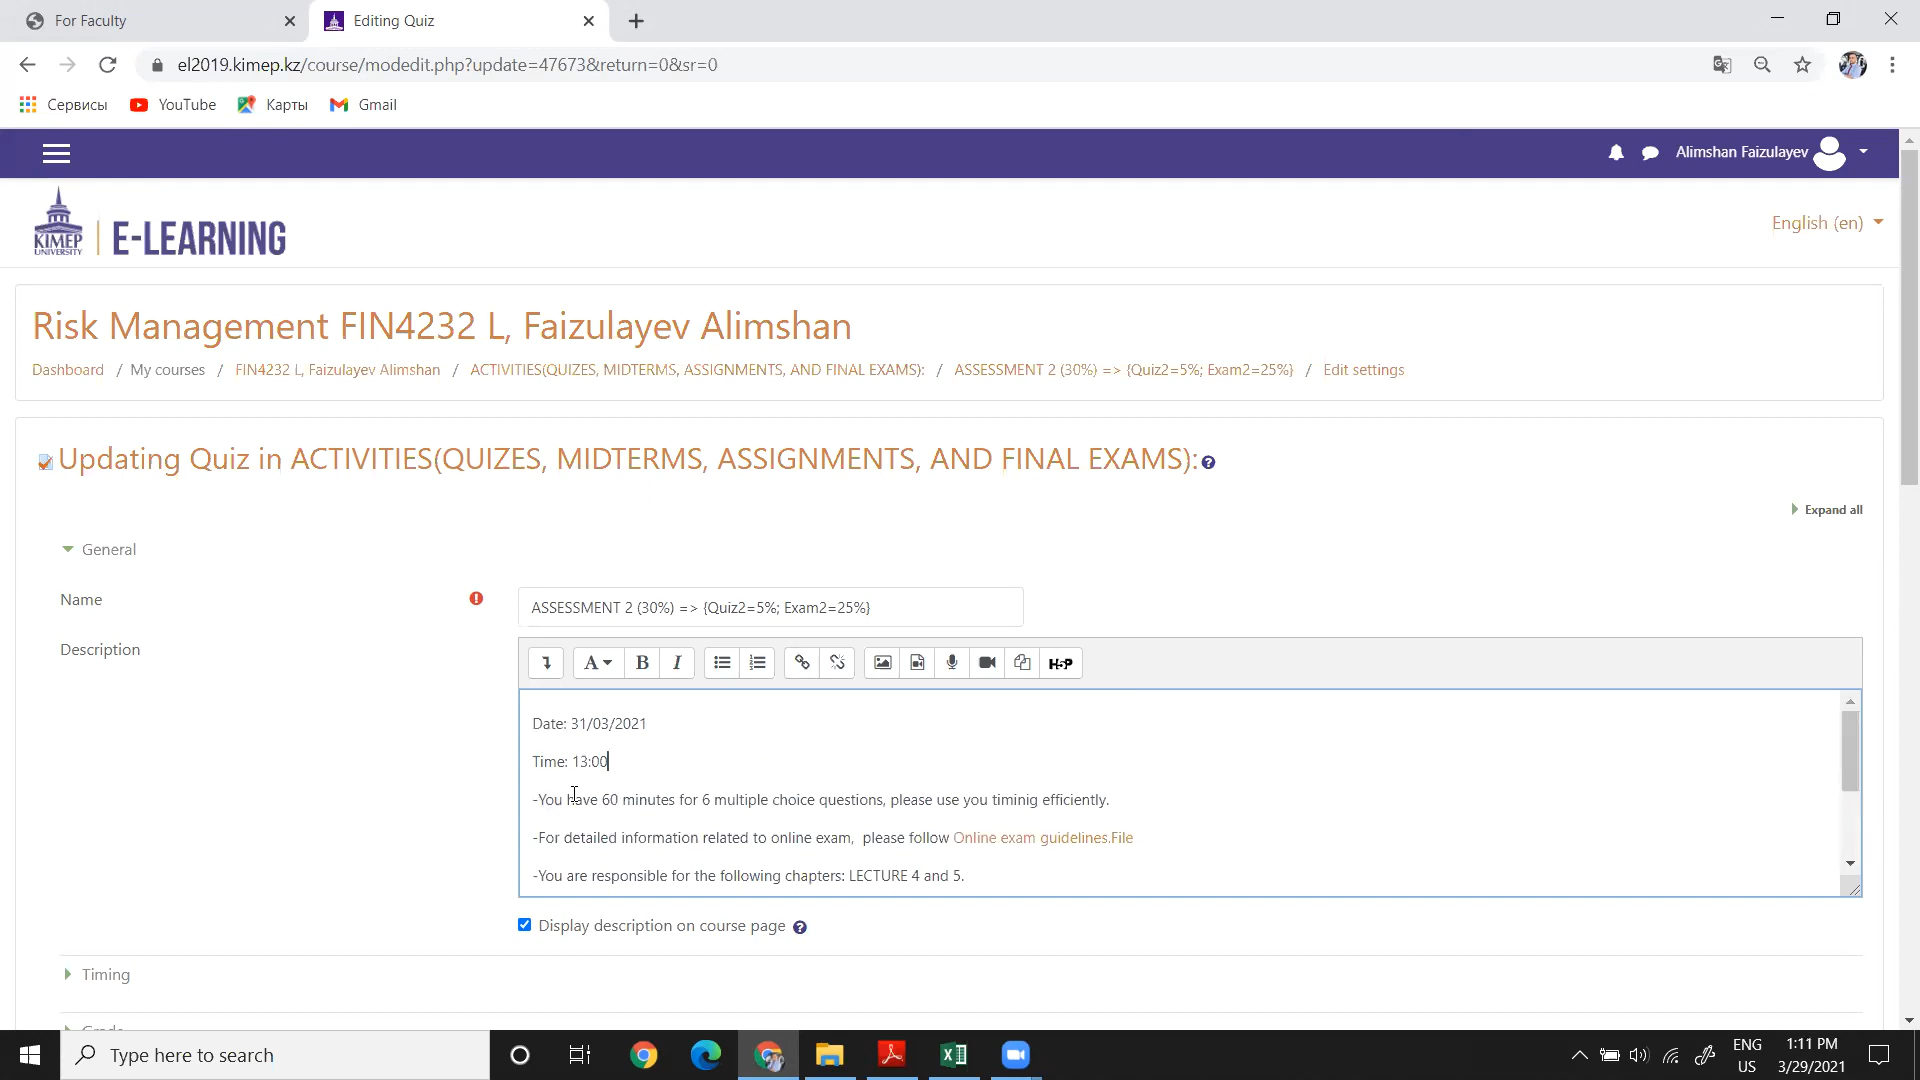 For Faculty
Editing Quiz
el2019.kimep.kz/course/modedit.php?update=47673&return=0&sr=0
Сервисы YouTube Карты Gmail
Alimshan Faizulayev
KIMEP
UNIVERSITY
E-LEARNING
English (en)
Risk Management FIN4232 L, Faizulayev Alimshan
Dashboard / My courses / FIN4232 L, Faizulayev Alimshan / ACTIVITIES(QUIZES, MIDTERMS, ASSIGNMENTS, AND FINAL EXAMS): / ASSESSMENT 2 (30%) => {Quiz2=5%; Exam2=25%} / Edit settings
Updating Quiz in ACTIVITIES(QUIZES, MIDTERMS, ASSIGNMENTS, AND FINAL EXAMS):
Expand all
General
Name
ASSESSMENT 2 (30%) => {Quiz2=5%; Exam2=25%}
Description
A B I H5P
Date: 31/03/2021
Time: 13:00
-You have 60 minutes for 6 multiple choice questions, please use you timinig efficiently.
-For detailed information related to online exam, please follow Online exam guidelines.File
-You are responsible for the following chapters: LECTURE 4 and 5.
Display description on course page
Timing
Grade
Type here to search
ENG
US
1:11 PM
3/29/2021